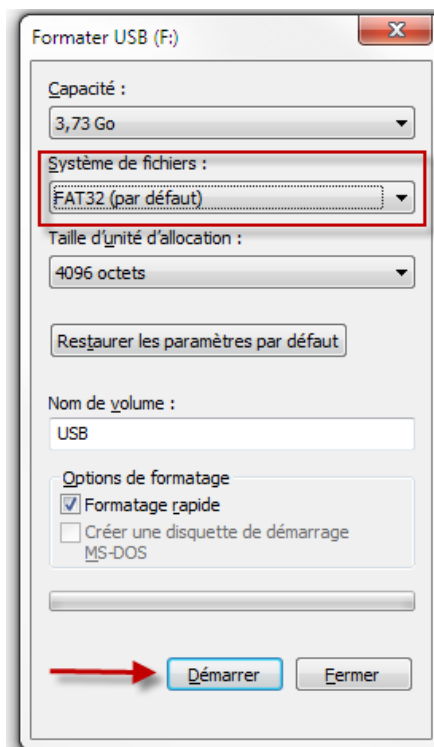 Formater USB (F:)
Capacité :
3,73 Go
Système de fichiers :
FAT32 (par défaut)
Taille d'unité d'allocation :
4096 octets
Restaurer les paramètres par défaut
Nom de volume :
USB
Options de formatage
Formatage rapide
Créer une disquette de démarrage
MS-DOS
Démarrer
Fermer